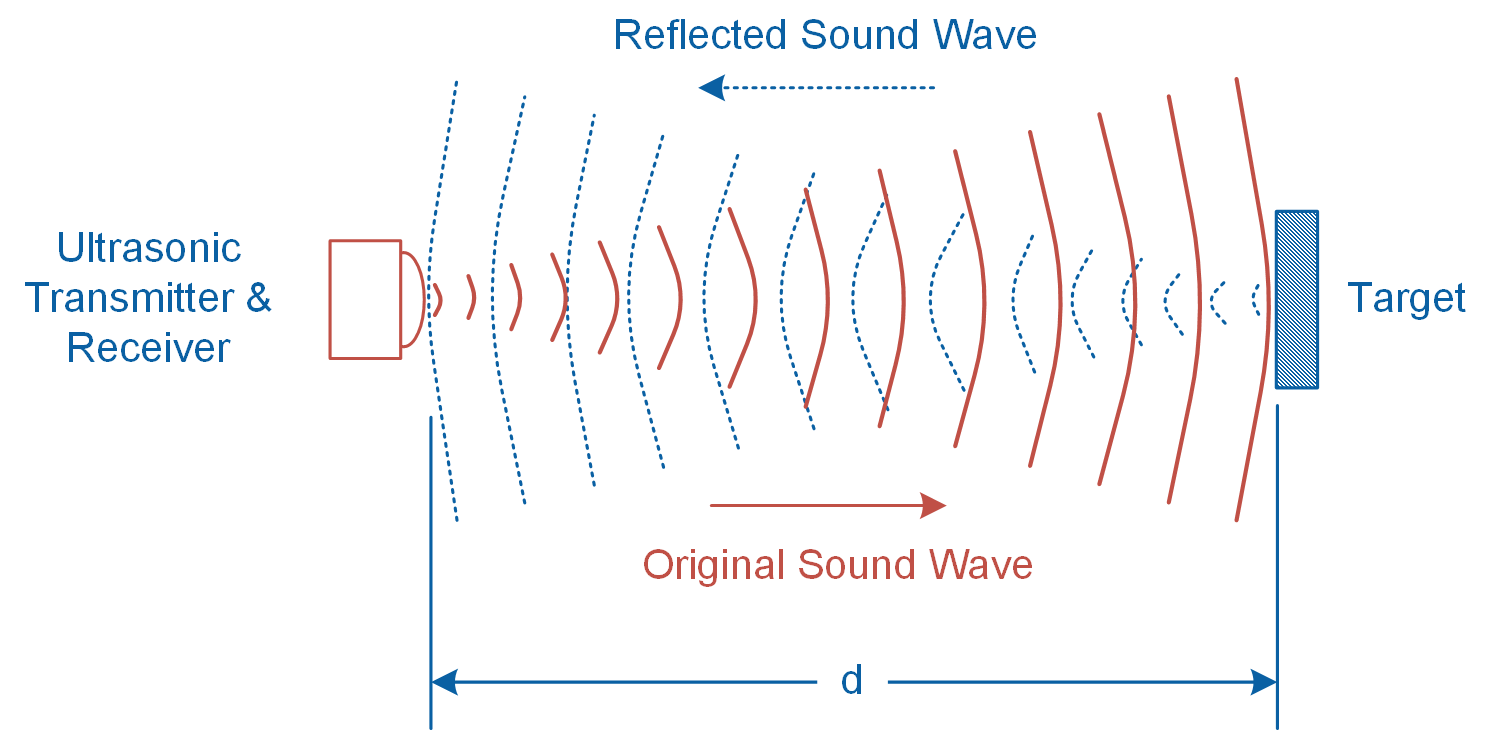 Reflected Sound Wave
Ultrasonic
Transmitter &
Receiver
Target
Original Sound Wave
d